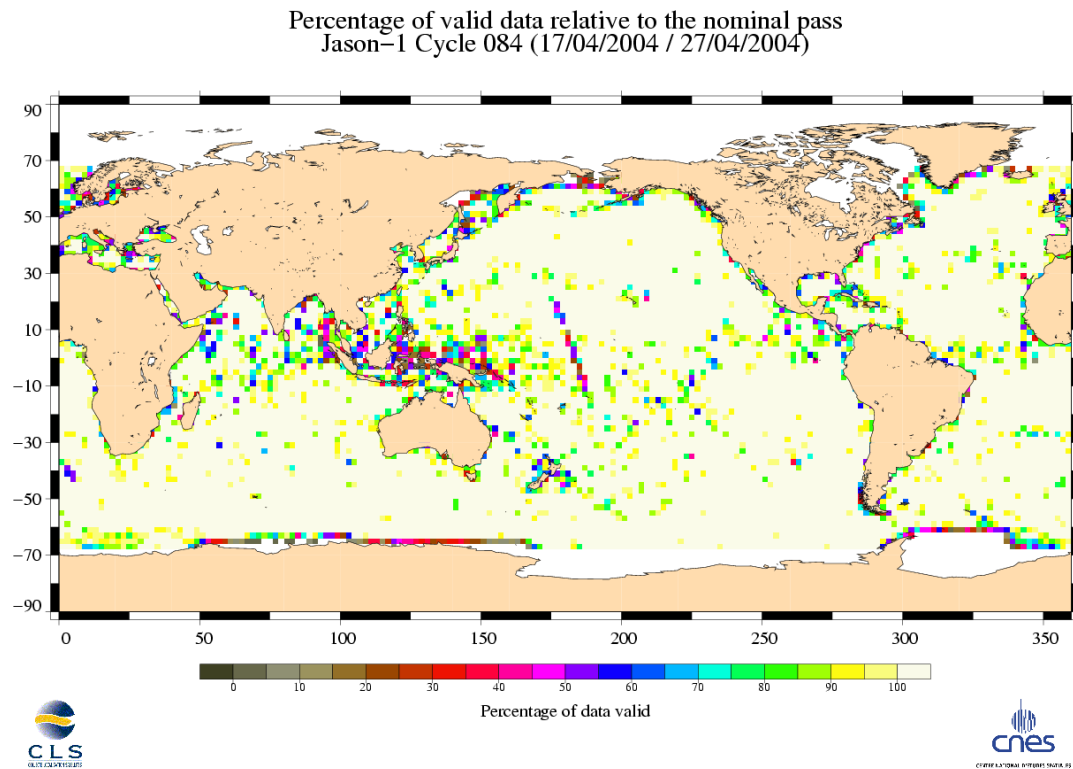 Percentage of valid data relative to the nominal pass
Jason−1 Cycle 084 (17/04/2004 / 27/04/2004)
90
70
50
30
10
−10
−30
−50
−70
−90
0 50 100 150 200 250 300 350
0 10 20 30 40 50 60 70 80 90 100
Percentage of data valid
CLS
cnes